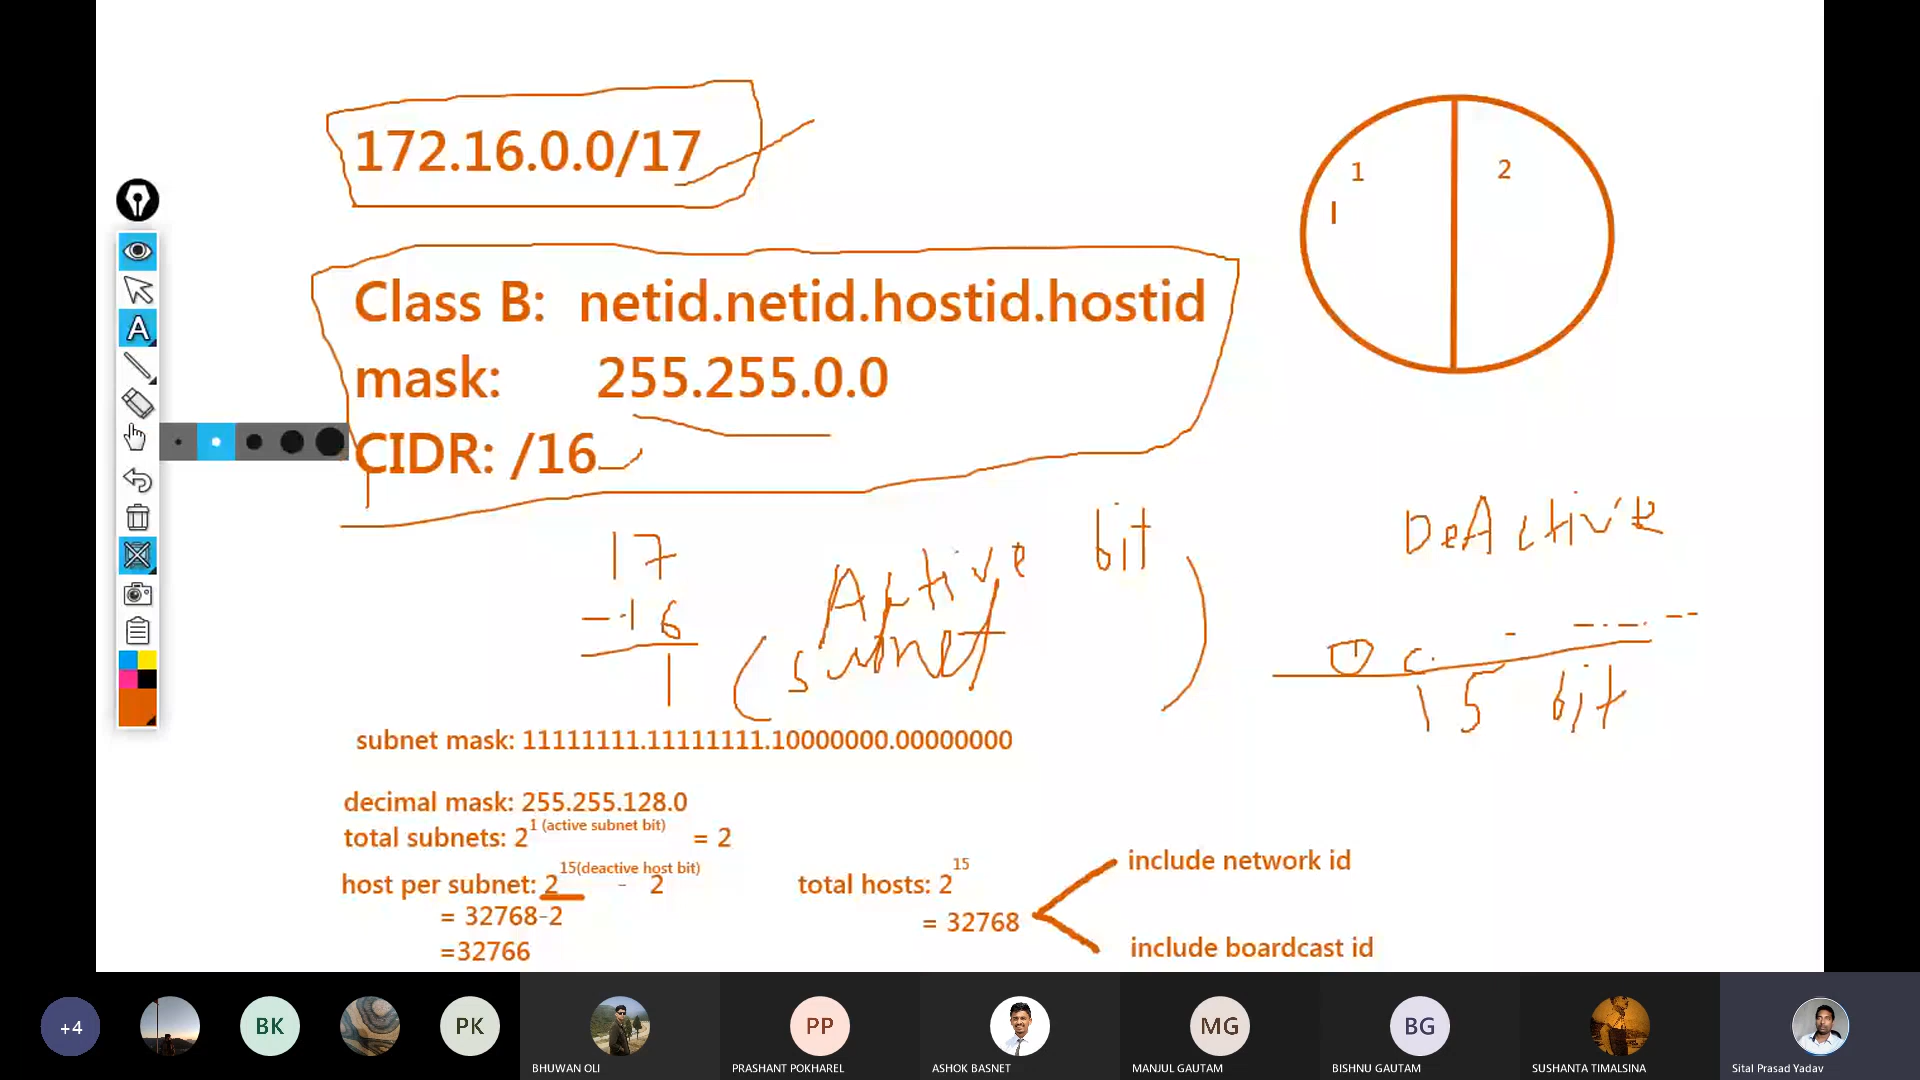 172.16.0.0/17
1 2
Class B: netid.netid.hostid.hostid
mask: 255.255.0.0
CIDR: /16
17
-16
1
Active bit
(subnet)
DeActive
0
15 bit
subnet mask: 11111111.11111111.10000000.00000000
decimal mask: 255.255.128.0
total subnets: 2 1 (active subnet bit) = 2
host per subnet: 2 15(deactive host bit) - 2
= 32768-2
=32766
total hosts: 2 15
= 32768
include network id
include boardcast id
A
+4
BK
PK
PP
MG
BG
BHUWAN OLI
PRASHANT POKHAREL
ASHOK BASNET
MANJUL GAUTAM
BISHNU GAUTAM
SUSHANTA TIMALSINA
Sital Prasad Yadav